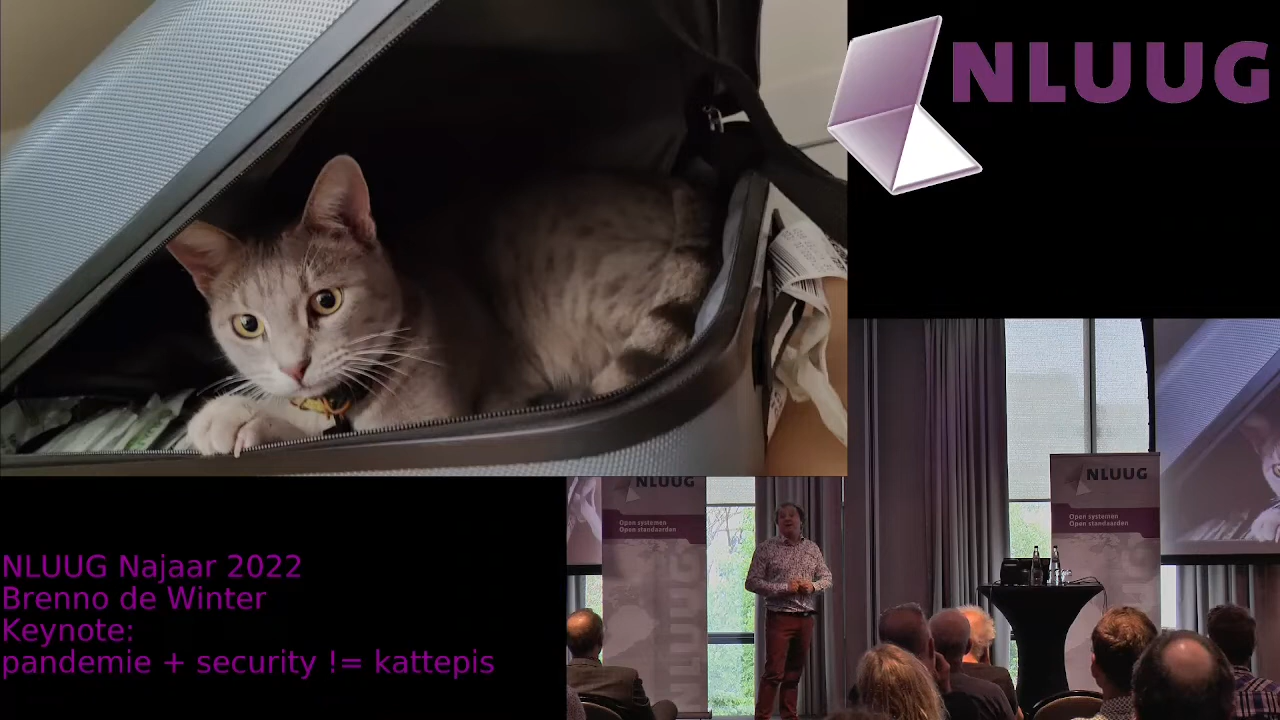 NLUUG
NLUUG
Open systemen
Open standaarden
NLUUG
NLUUG
Open systemen
Open standaarden
NLUUG Najaar 2022
Brenno de Winter
Keynote:
pandemie + security != kattepis